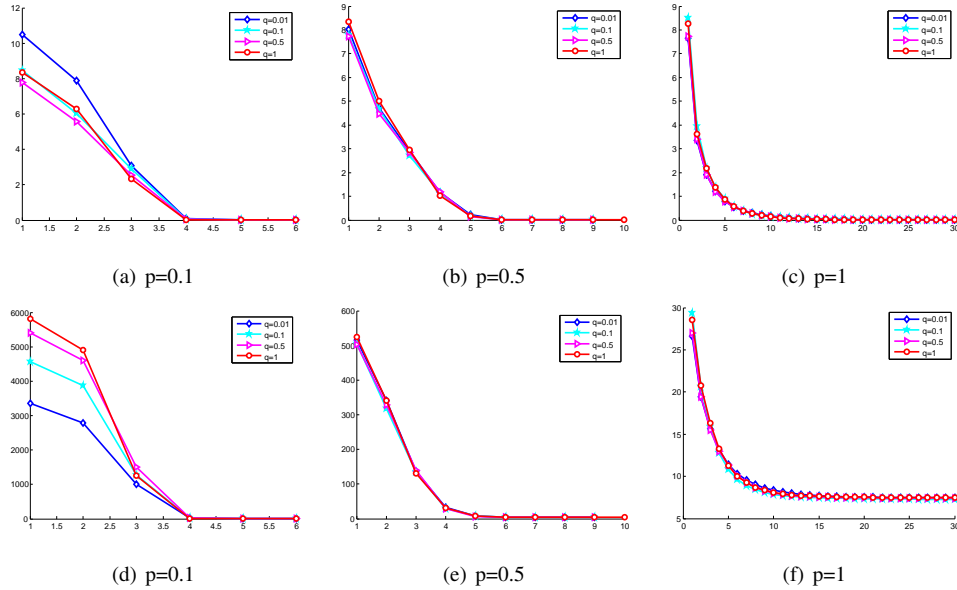 12
10
8
6
4
2
0
1 1.5 2 2.5 3 3.5 4 4.5 5 5.5 6
q=0.01
q=0.1
q=0.5
q=1
(a) p=0.1
9
8
7
6
5
4
3
2
1
0
1 2 3 4 5 6 7 8 9 10
q=0.01
q=0.1
q=0.5
q=1
(b) p=0.5
9
8
7
6
5
4
3
2
1
0
0 5 10 15 20 25 30
q=0.01
q=0.1
q=0.5
q=1
(c) p=1
6000
5000
4000
3000
2000
1000
0
1 1.5 2 2.5 3 3.5 4 4.5 5 5.5 6
q=0.01
q=0.1
q=0.5
q=1
(d) p=0.1
600
500
400
300
200
100
0
1 2 3 4 5 6 7 8 9 10
q=0.01
q=0.1
q=0.5
q=1
(e) p=0.5
30
25
20
15
10
5
0 5 10 15 20 25 30
q=0.01
q=0.1
q=0.5
q=1
(f) p=1